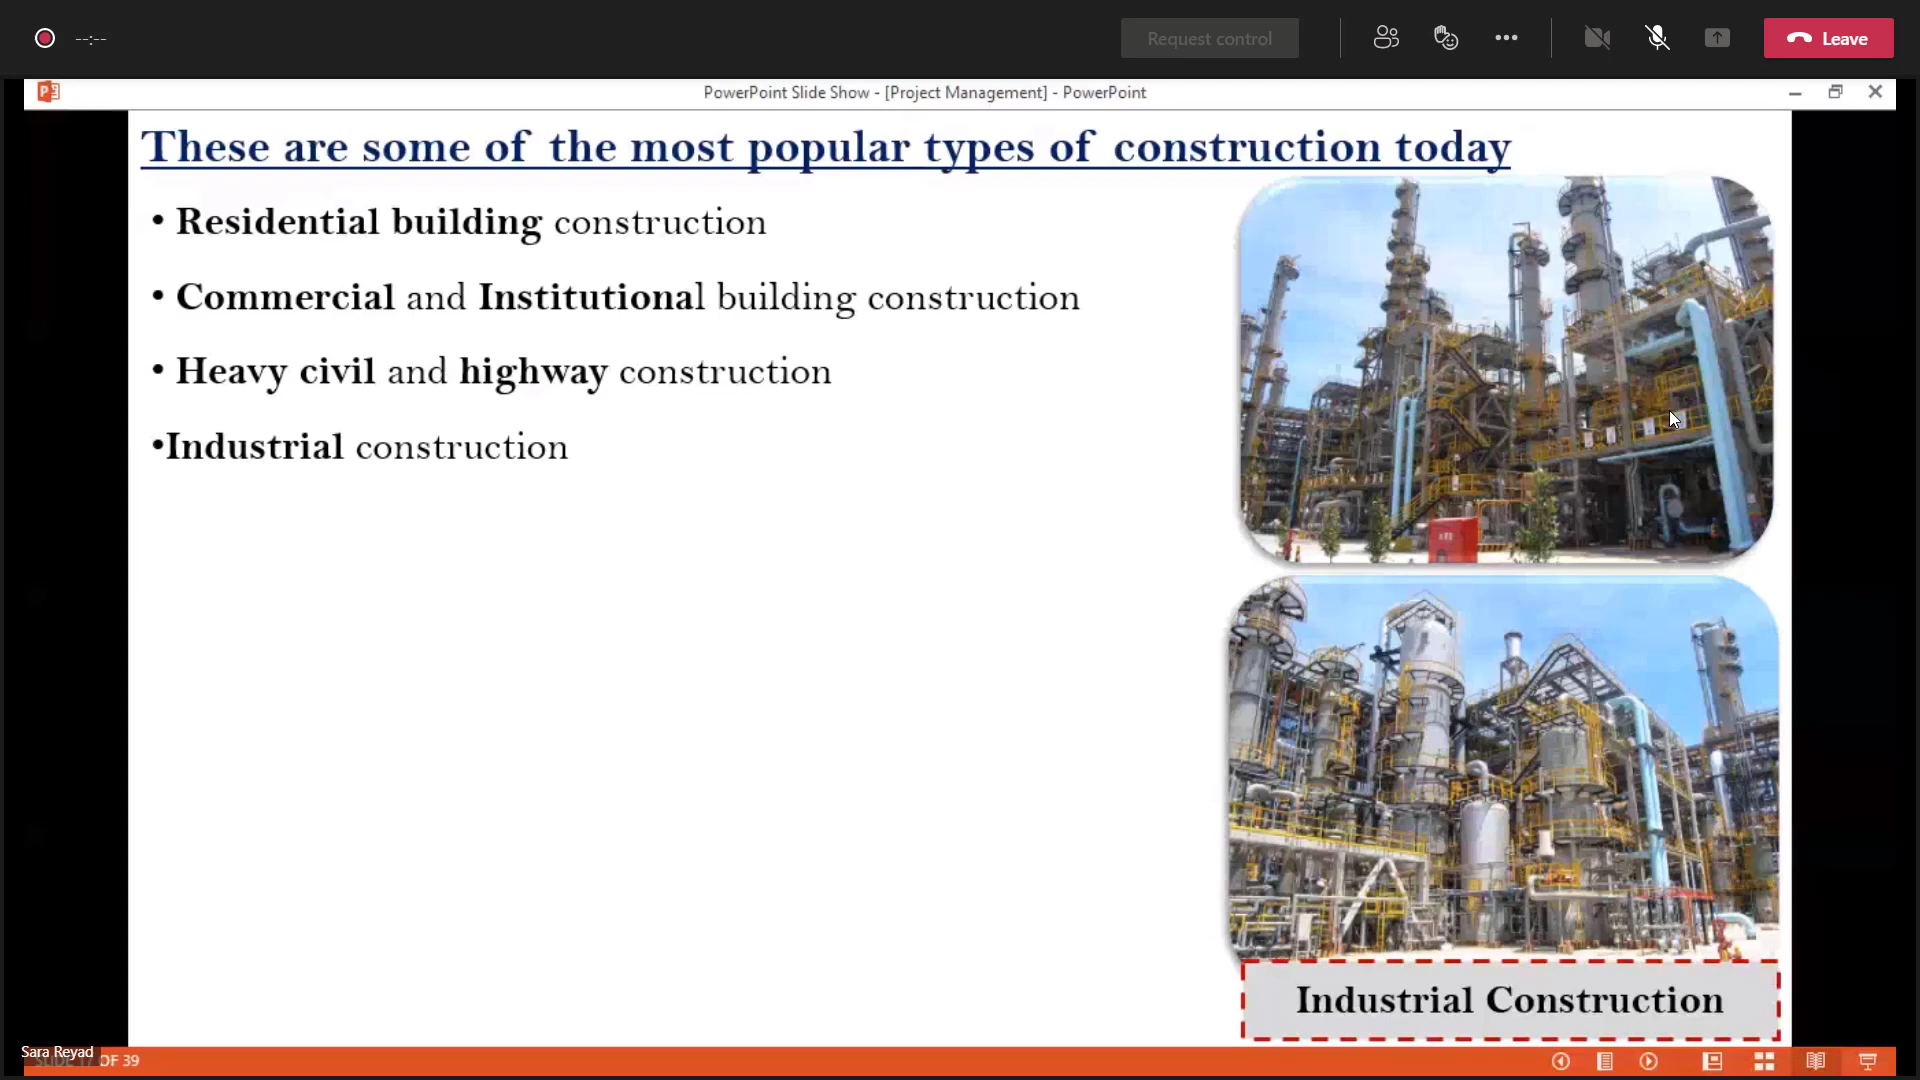 --:--
Request control
Leave
PowerPoint Slide Show - [Project Management] - PowerPoint
These are some of the most popular types of construction today
• Residential building construction
• Commercial and Institutional building construction
• Heavy civil and highway construction
•Industrial construction
Industrial Construction
Sara Reyad
OF 39